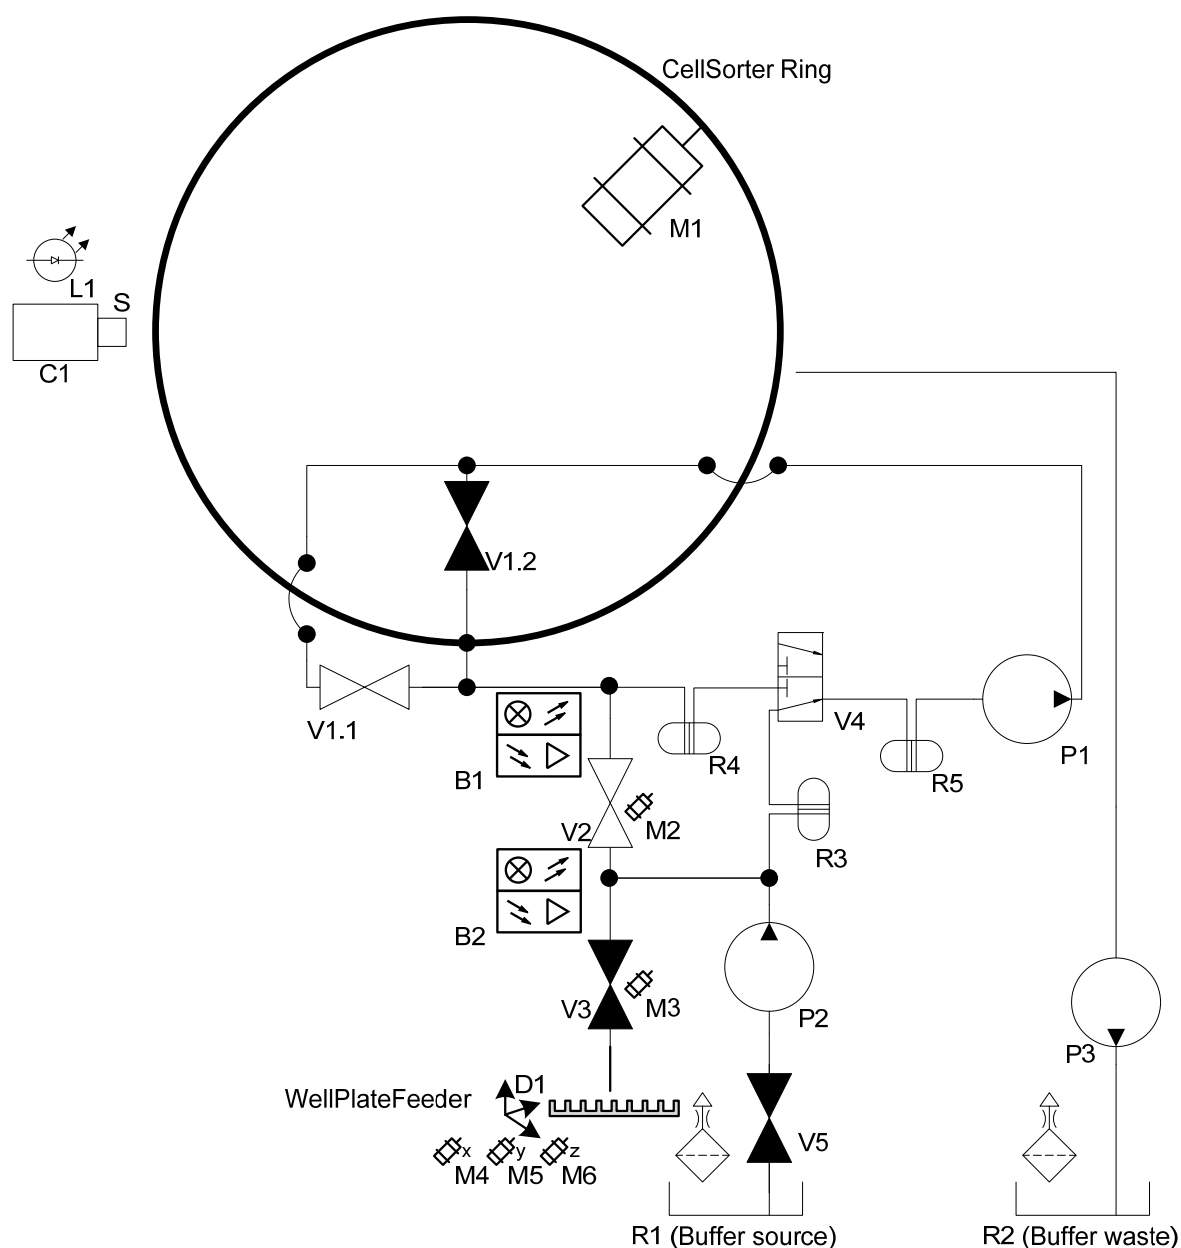 CellSorter Ring
M1
L1
S
C1
V1.2
V1.1
V4
R4
R5
P1
B1
V2
M2
R3
B2
V3
M3
P2
P3
WellPlateFeeder
D1
V5
x
y
z
M4
M5
M6
R1 (Buffer source)
R2 (Buffer waste)